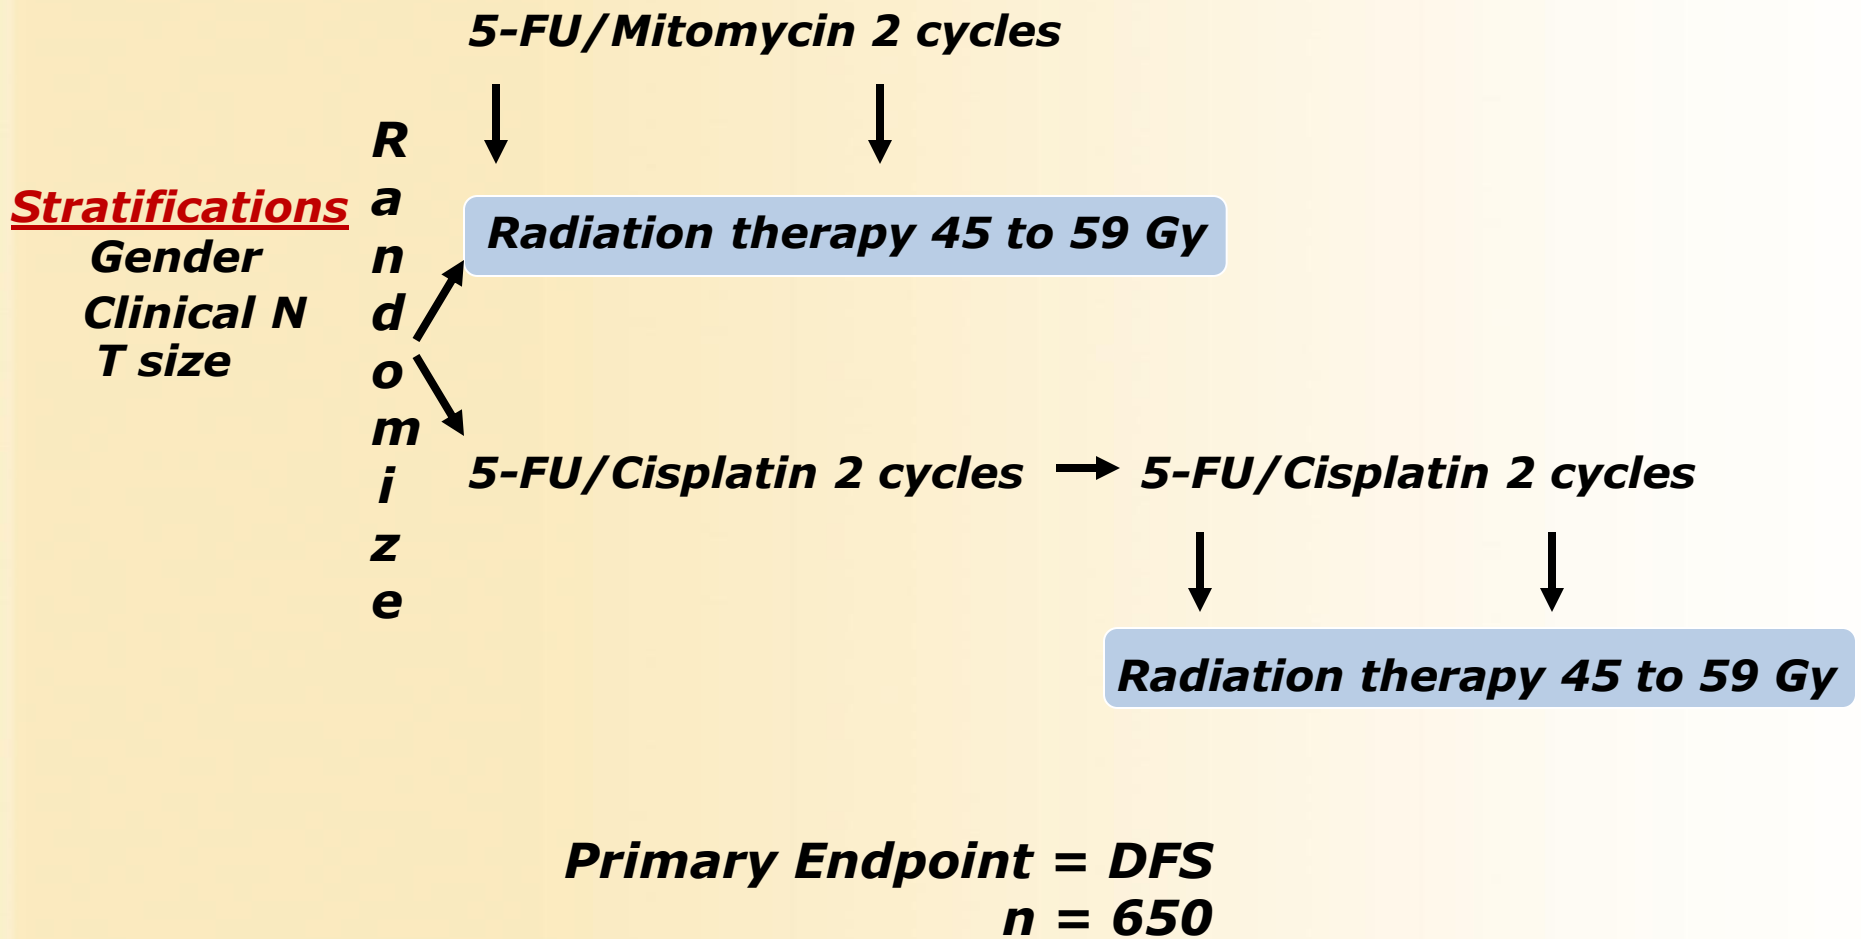 5-FU/Mitomycin 2 cycles
Stratifications
Gender
Clinical N
T size
R
a
n
d
o
m
i
z
e
Radiation therapy 45 to 59 Gy
5-FU/Cisplatin 2 cycles
5-FU/Cisplatin 2 cycles
Radiation therapy 45 to 59 Gy
Primary Endpoint = DFS
n = 650